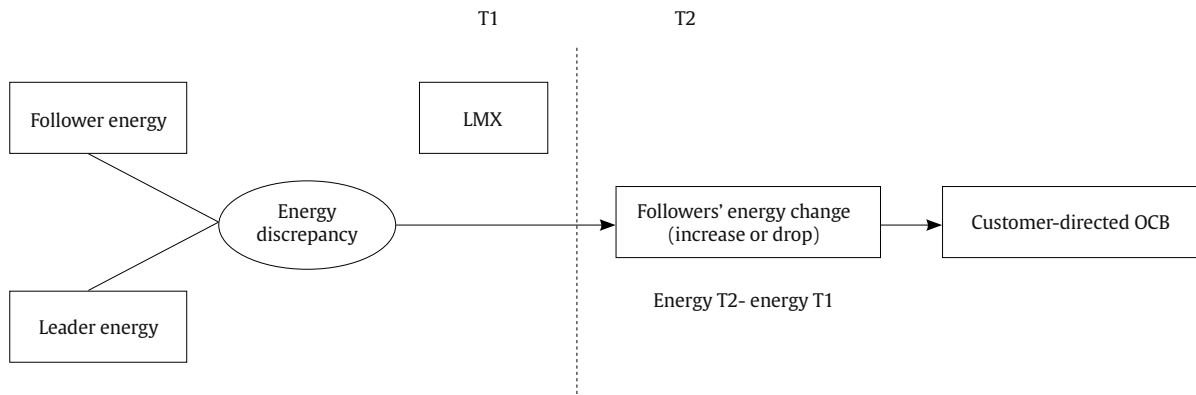 T1
T2
Follower energy
LMX
Energy
discrepancy
Followers' energy change
(increase or drop)
Customer-directed OCB
Energy T2- energy T1
Leader energy